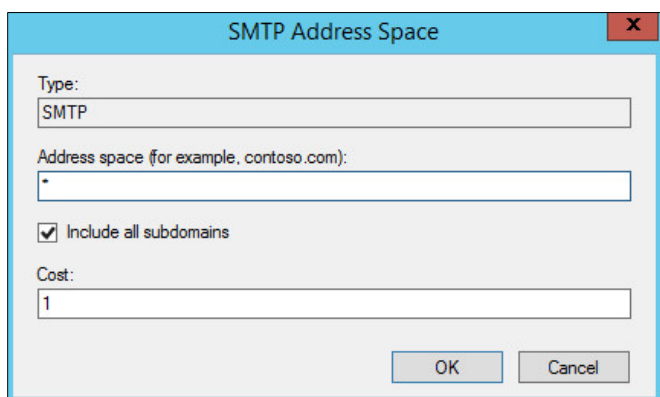 SMTP Address Space
x
Type:
SMTP
Address space (for example, contoso.com):
*
Include all subdomains
Cost:
1
OK Cancel